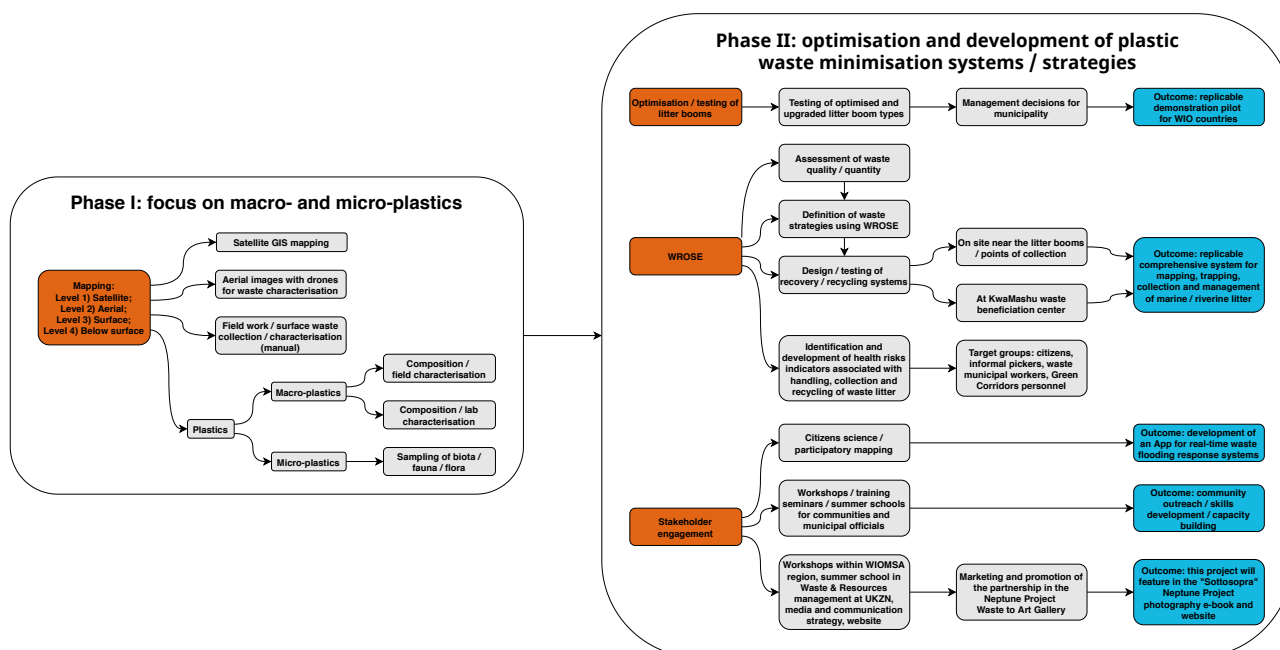 Phase I: focus on macro- and micro-plastics
Mapping:
Level 1) Satellite;
Level 2) Aerial;
Level 3) Surface;
Level 4) Below surface
Satellite GIS mapping
Aerial images with drones
for waste characterisation
Field work / surface waste
collection / characterisation
(manual)
Plastics
Macro-plastics
Composition /
field characterisation
Composition / lab
characterisation
Micro-plastics
Sampling of biota /
fauna / flora
Phase II: optimisation and development of plastic
waste minimisation systems / strategies
Optimisation / testing of
litter booms
Testing of optimised and
upgraded litter boom types
Management decisions for
municipality
Outcome: replicable
demonstration pilot
for WIO countries
WROSE
Assessment of waste
quality / quantity
Definition of waste
strategies using WROSE
Design / testing of
recovery / recycling systems
On site near the litter booms
/ points of collection
At KwaMashu waste
beneficiation center
Outcome: replicable
comprehensive system for
mapping, trapping,
collection and management
of marine / riverine litter
Identification and
development of health risks
indicators associated with
handling, collection and
recycling of waste litter
Target groups: citizens,
informal pickers, waste
municipal workers, Green
Corridors personnel
Stakeholder
engagement
Citizens science /
participatory mapping
Outcome: development of
an App for real-time waste
flooding response systems
Workshops / training
seminars / summer schools
for communities and
municipal officials
Outcome: community
outreach / skills
development / capacity
building
Workshops within WIOMSA
region, summer school in
Waste & Resources
management at UKZN,
media and communication
strategy, website
Marketing and promotion of
the partnership in the
Neptune Project
Waste to Art Gallery
Outcome: this project will
feature in the "Sottosopra"
Neptune Project
photography e-book and
website